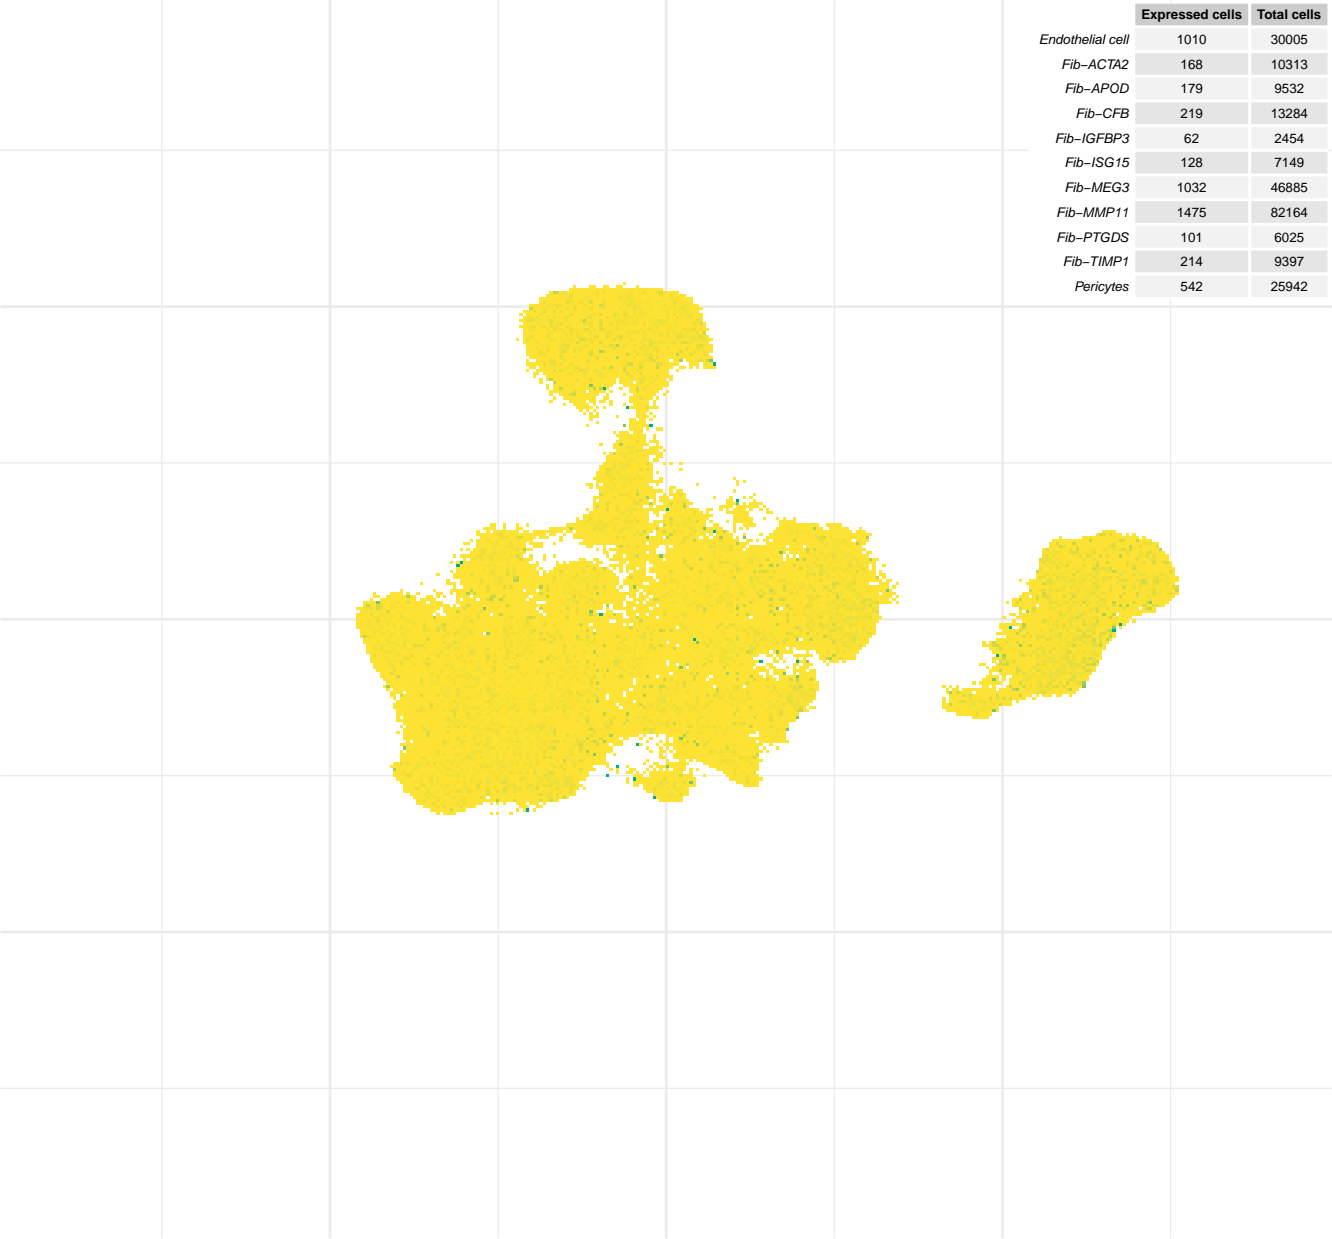 Expressed cells Total cells
Endothelial cell 1010 30005
Fib−ACTA2 168 10313
Fib−APOD 179 9532
Fib−CFB 219 13284
Fib−IGFBP3 62 2454
Fib−ISG15 128 7149
Fib−MEG3 1032 46885
Fib−MMP11 1475 82164
Fib−PTGDS 101 6025
Fib−TIMP1 214 9397
Pericytes 542 25942